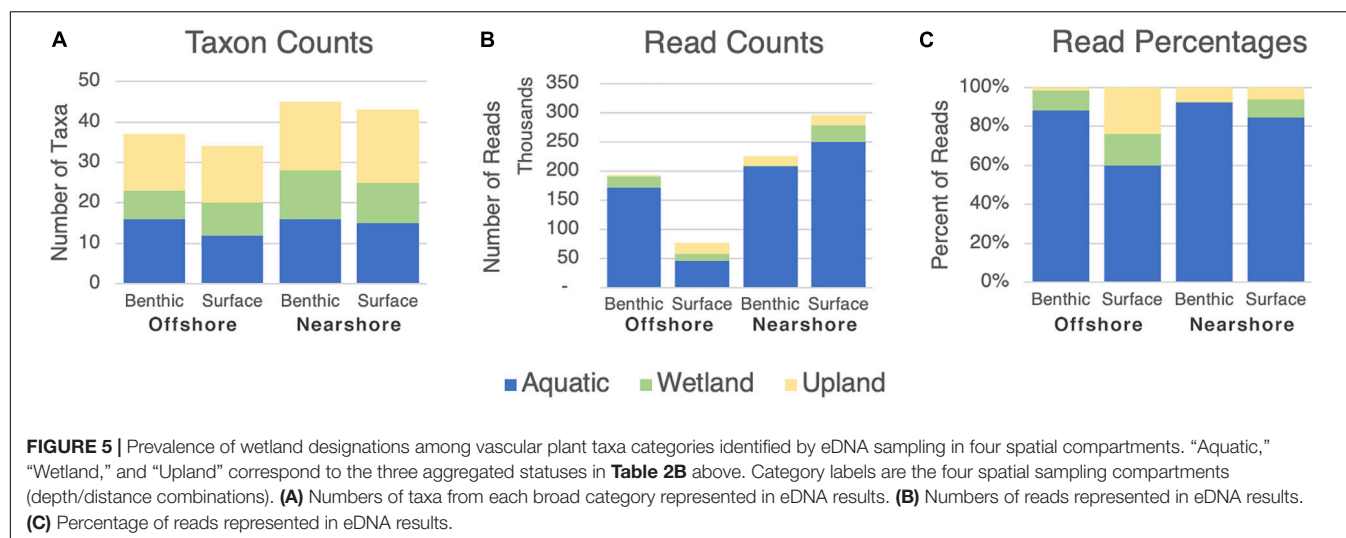 A Taxon Counts
50
40
30
20
10
0
Number of Taxa
Benthic Surface Benthic Surface
Offshore Nearshore
B Read Counts
350
300
250
200
150
100
50
-
Number of Reads
Thousands
Benthic Surface Benthic Surface
Offshore Nearshore
C Read Percentages
100%
80%
60%
40%
20%
0%
Percent of Reads
Benthic Surface Benthic Surface
Offshore Nearshore
Aquatic Wetland Upland
FIGURE 5 | Prevalence of wetland designations among vascular plant taxa categories identified by eDNA sampling in four spatial compartments. “Aquatic,”
“Wetland,” and “Upland” correspond to the three aggregated statuses in Table 2B above. Category labels are the four spatial sampling compartments
(depth/distance combinations). (A) Numbers of taxa from each broad category represented in eDNA results. (B) Numbers of reads represented in eDNA results.
(C) Percentage of reads represented in eDNA results.